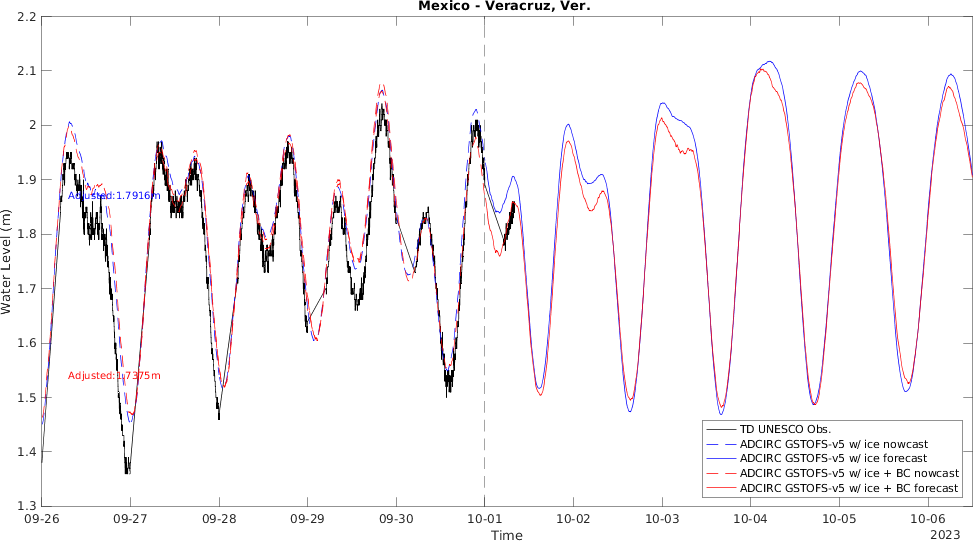 Mexico - Veracruz, Ver.
2.2
2.1
2
1.9
1.8
1.7
1.6
1.5
1.4
1.3
Water Level (m)
Adjusted:1.7916m
Adjusted:1.7375m
TD UNESCO Obs.
ADCIRC GSTOFS-v5 w/ ice nowcast
ADCIRC GSTOFS-v5 w/ ice forecast
ADCIRC GSTOFS-v5 w/ ice + BC nowcast
ADCIRC GSTOFS-v5 w/ ice + BC forecast
09-26 09-27 09-28 09-29 09-30 10-01 10-02 10-03 10-04 10-05 10-06
Time
2023